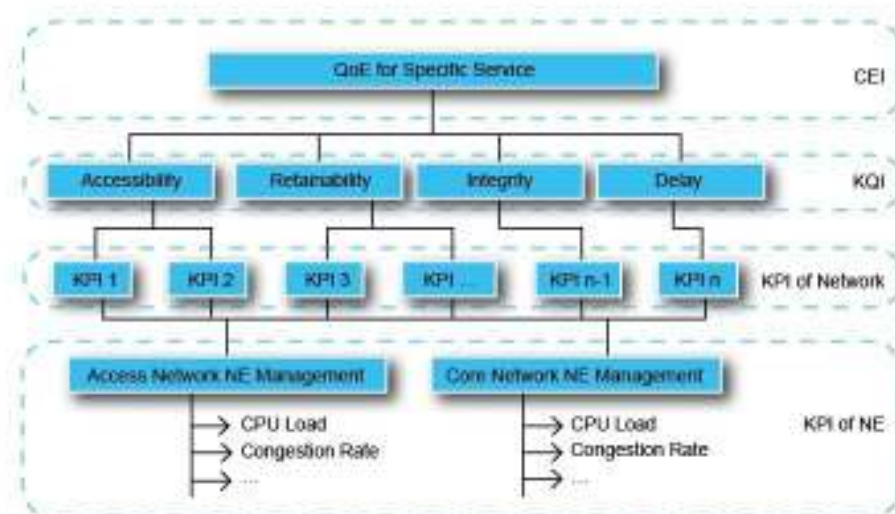 QoE for Specific Service
CEI
Accessibility
Retainability
Integrity
Delay
KQI
KPI 1
KPI 2
KPI 3
KPI ...
KPI n-1
KPI n
KPI of Network
Access Network NE Management
Core Network NE Management
CPU Load
Congestion Rate
...
CPU Load
Congestion Rate
...
KPI of NE